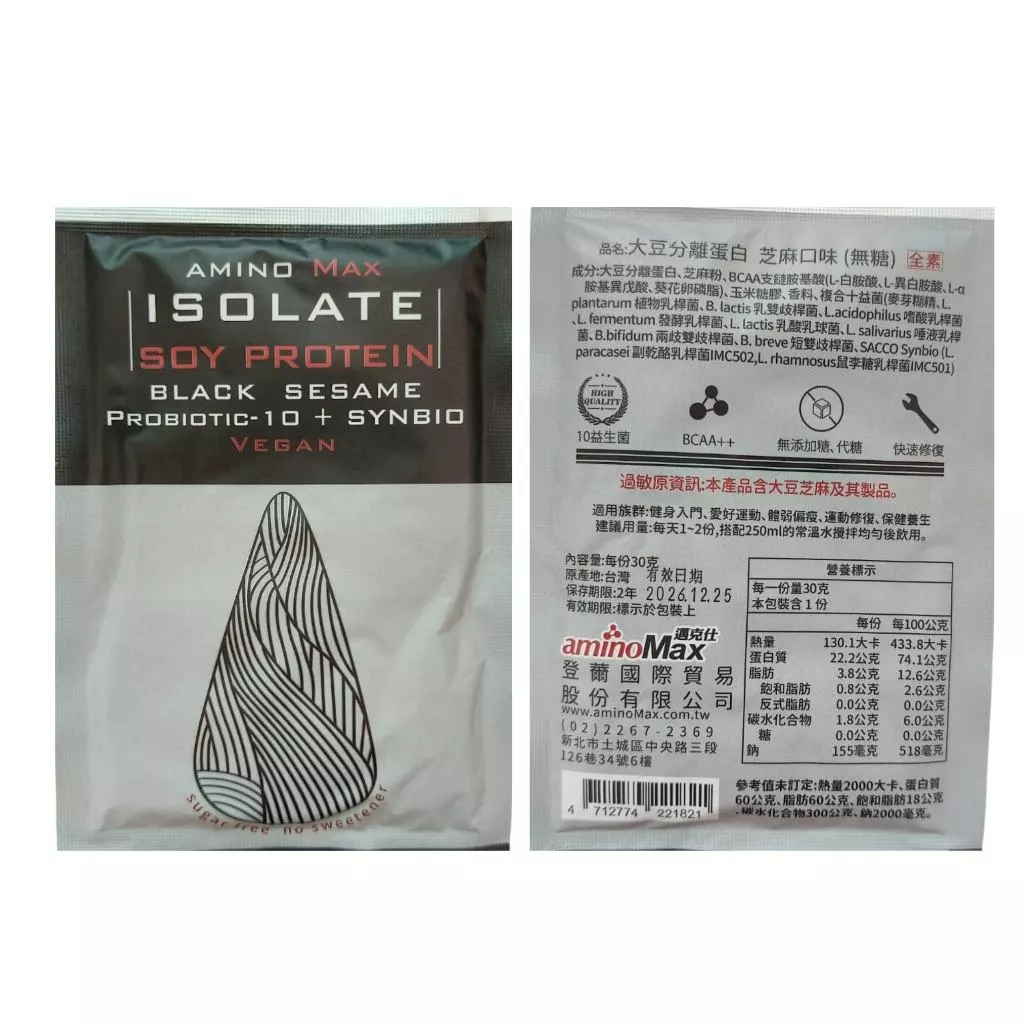 AMINO MAX
ISOLATE
SOY PROTEIN
BLACK SESAME
PROBIOTIC-10 + SYNBIO
VEGAN
sugar free no sweetener
品名:大豆分離蛋白 芝麻口味 (無糖) 全素
成分:大豆分離蛋白、芝麻粉、BCAA支鏈胺基酸(L-白胺酸、L-異白胺酸、L-α
胺基異戊酸、葵花卵磷脂)、玉米糖膠、香料、複合十益菌(麥芽糊精、L.
plantarum 植物乳桿菌、B. lactis 乳雙歧桿菌、L.acidophilus 嗜酸乳桿菌
、L. fermentum 發酵乳桿菌、L. lactis 乳酸乳球菌、L. salivarius 唾液乳桿
菌、B.bifidum 兩岐雙歧桿菌、B. breve 短雙歧桿菌、SACCO Synbio (L.
paracasei 副乾酪乳桿菌IMC502,L. rhamnosus鼠李糖乳桿菌IMC501)
HIGH
QUALITY
10益生菌 BCAA++ 無添加糖、代糖 快速修復
過敏原資訊:本產品含大豆芝麻及其製品。
適用族群:健身入門、愛好運動、體弱偏瘦、運動修復、保健養生
建議用量:每天1~2份,搭配250ml的常溫水攪拌均勻後飲用。
內容量:每份30克
原產地:台灣 有效日期
保存期限:2年 2026.12.25
有效期限:標示於包裝上
aminoMax 邁克仕
登薾國際貿易
股份有限公司
www.aminoMax.com.tw
(02)2267-2369
新北市土城區中央路三段
126巷34號6樓
4 712774 221821
營養標示
每一份量30克
本包裝含 1 份
每份 每100公克
熱量 130.1大卡 433.8大卡
蛋白質 22.2公克 74.1公克
脂肪 3.8公克 12.6公克
飽和脂肪 0.8公克 2.6公克
反式脂肪 0.0公克 0.0公克
碳水化合物 1.8公克 6.0公克
糖 0.0公克 0.0公克
鈉 155毫克 518毫克
參考值未訂定:熱量2000大卡、蛋白質
60公克、脂肪60公克、飽和脂肪18公克
、碳水化合物300公克、鈉2000毫克。